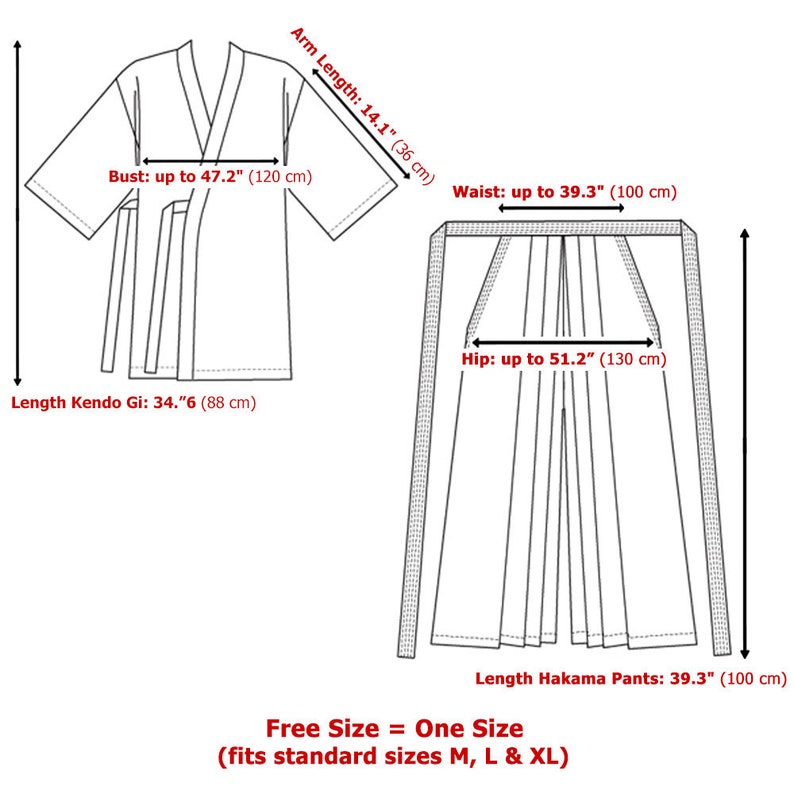 Arm Length: 14.1" (36 cm)
Bust: up to 47.2" (120 cm)
Waist: up to 39.3" (100 cm)
Hip: up to 51.2” (130 cm)
Length Kendo Gi: 34.”6 (88 cm)
Length Hakama Pants: 39.3" (100 cm)
Free Size = One Size
(fits standard sizes M, L & XL)